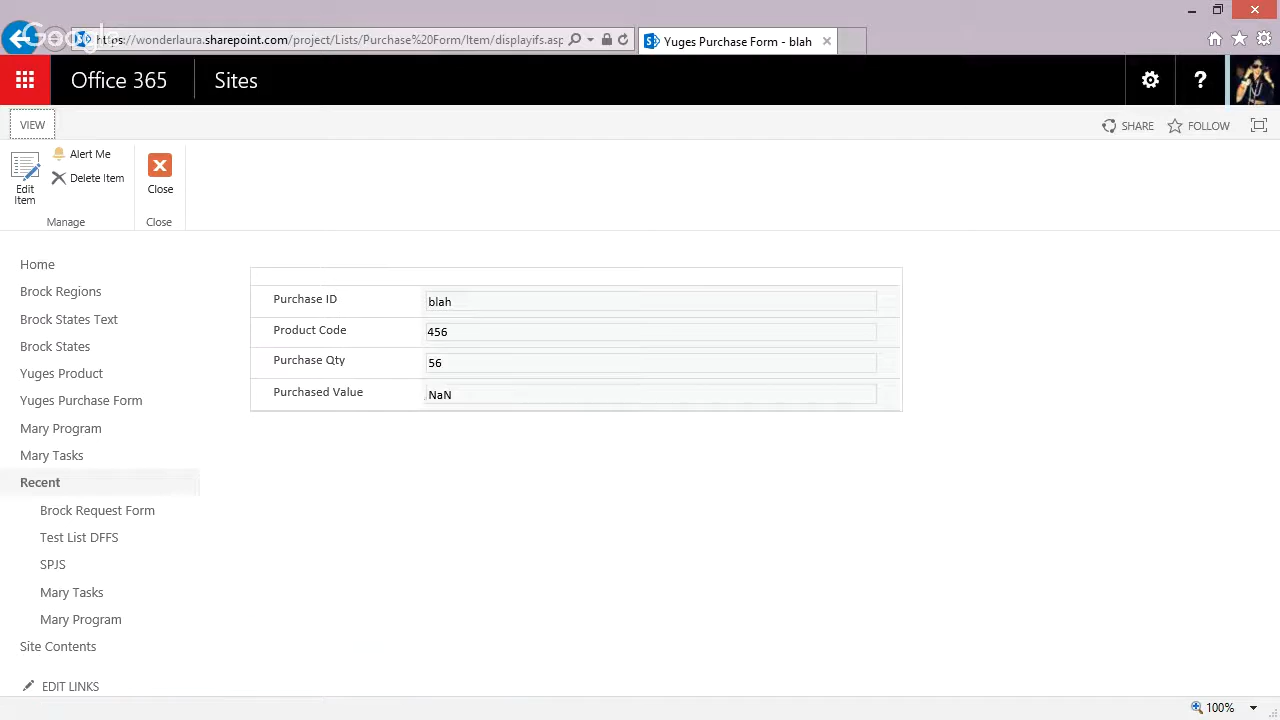 Google
https://wonderlaura.sharepoint.com/project/Lists/Purchase%20Form/Item/displayifs.asp
Yuges Purchase Form - blah
Office 365
Sites
?
VIEW
SHARE
FOLLOW
Edit Item
Alert Me
Delete Item
Close
Manage
Close
Home
Brock Regions
Brock States Text
Brock States
Yuges Product
Yuges Purchase Form
Mary Program
Mary Tasks
Recent
Brock Request Form
Test List DFFS
SPJS
Mary Tasks
Mary Program
Site Contents
EDIT LINKS
Purchase ID blah
Product Code 456
Purchase Qty 56
Purchased Value NaN
100%